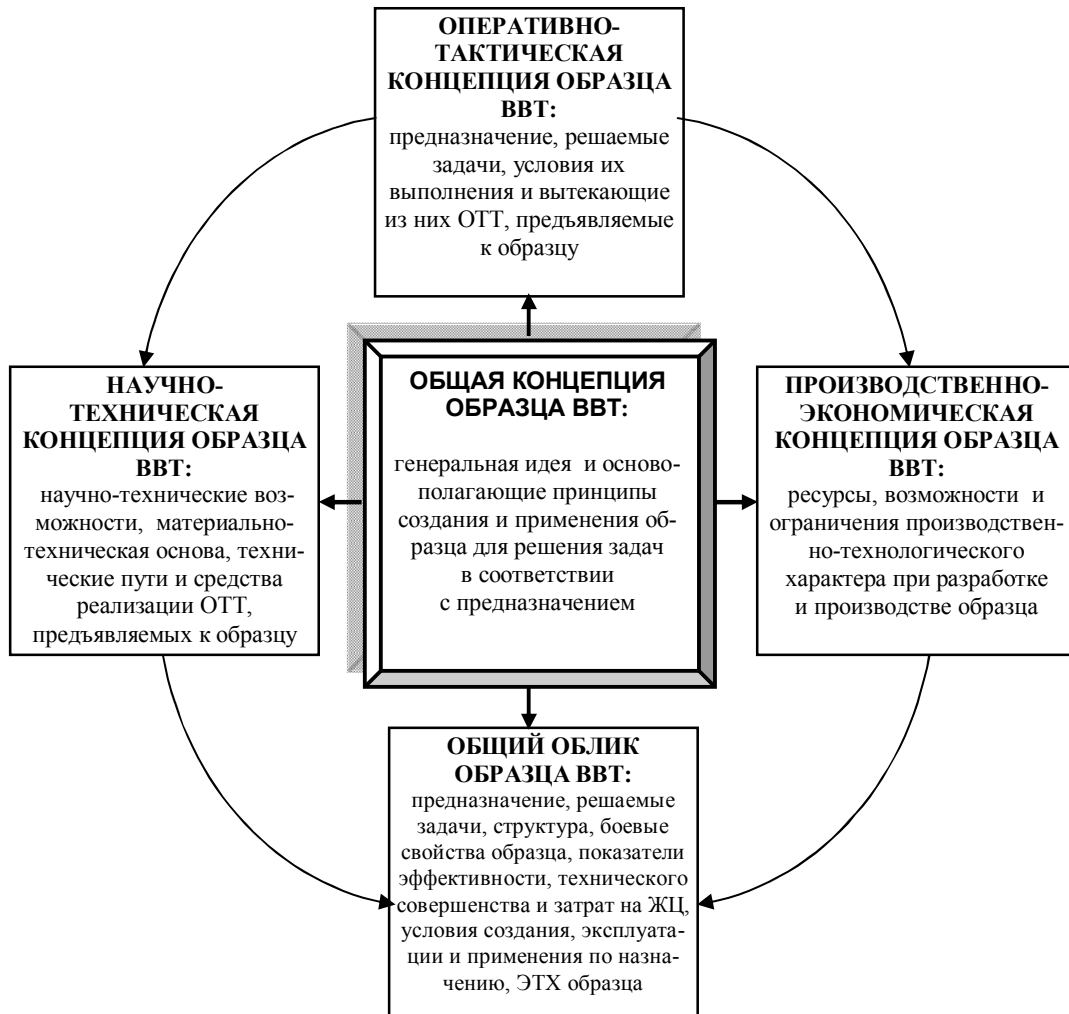 ОПЕРАТИВНО-
ТАКТИЧЕСКАЯ
КОНЦЕПЦИЯ ОБРАЗЦА
ВВТ:
предназначение, решаемые
задачи, условия их
выполнения и вытекающие
из них ОТТ, предъявляемые
к образцу
НАУЧНО-
ТЕХНИЧЕСКАЯ
КОНЦЕПЦИЯ ОБРАЗЦА
ВВТ:
научно-технические воз-
можности, материально-
техническая основа, техни-
ческие пути и средства
реализации ОТТ,
предъявляемых к образцу
ОБЩАЯ КОНЦЕПЦИЯ
ОБРАЗЦА ВВТ:
генеральная идея и осново-
полагающие принципы
создания и применения об-
разца для решения задач
в соответствии
с предназначением
ПРОИЗВОДСТВЕННО-
ЭКОНОМИЧЕСКАЯ
КОНЦЕПЦИЯ ОБРАЗЦА
ВВТ:
ресурсы, возможности и
ограничения производствен-
но-технологического
характера при разработке
и производстве образца
ОБЩИЙ ОБЛИК
ОБРАЗЦА ВВТ:
предназначение, решаемые
задачи, структура, боевые
свойства образца, показатели
эффективности, технического
совершенства и затрат на ЖЦ,
условия создания, эксплуата-
ции и применения по назна-
чению, ЭТХ образца